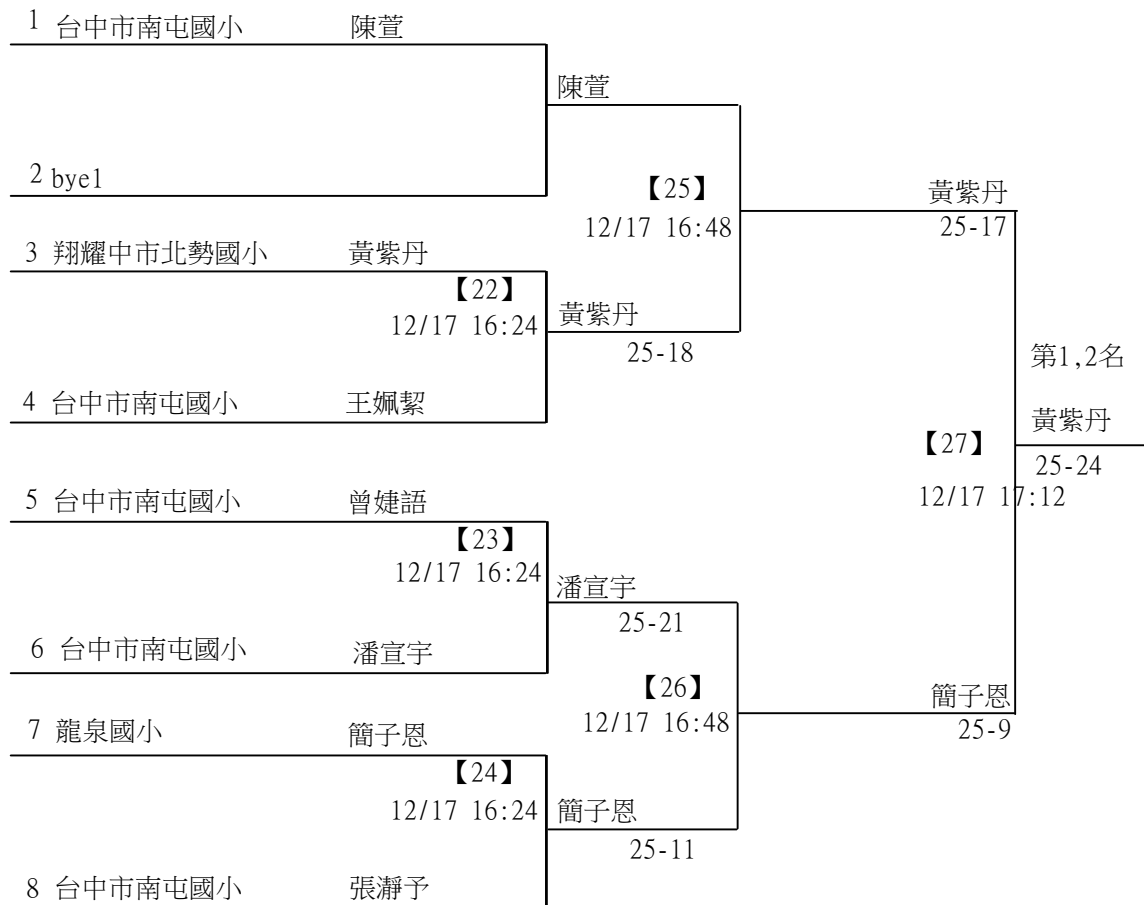 1 台中市南屯國小 陳萱
陳萱
2 bye1
【25】
12/17 16:48
黃紫丹
25-17
3 翔耀中市北勢國小 黃紫丹
【22】
12/17 16:24
黃紫丹
25-18
第1,2名
4 台中市南屯國小 王姵絜
黃紫丹
【27】
25-24
12/17 17:12
5 台中市南屯國小 曾婕語
【23】
12/17 16:24
潘宣宇
25-21
6 台中市南屯國小 潘宣宇
【26】
12/17 16:48
簡子恩
25-9
7 龍泉國小 簡子恩
【24】
12/17 16:24
簡子恩
25-11
8 台中市南屯國小 張瀞予